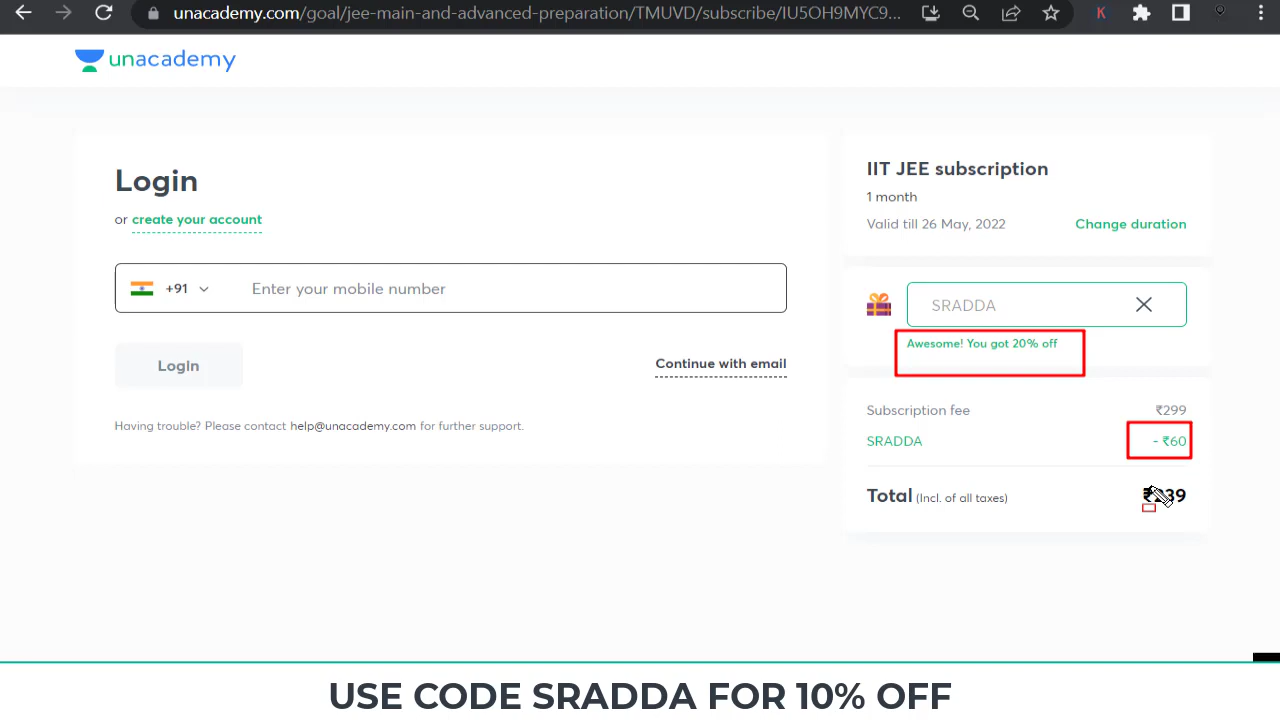 unacademy.com/goal/jee-main-and-advanced-preparation/TMUVD/subscribe/IU5OH9MYC9...
K
unacademy
Login
or create your account
+91
Enter your mobile number
Login
Continue with email
Having trouble? Please contact help@unacademy.com for further support.
IIT JEE subscription
1 month
Valid till 26 May, 2022
Change duration
SRADDA
Awesome! You got 20% off
Subscription fee ₹299
SRADDA - ₹60
Total (Incl. of all taxes) ₹239
USE CODE SRADDA FOR 10% OFF